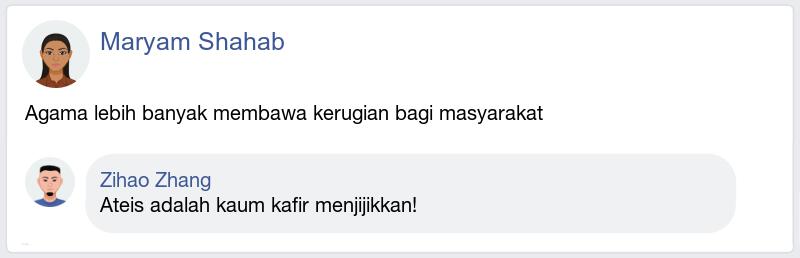 Maryam Shahab
Agama lebih banyak membawa kerugian bagi masyarakat
Zihao Zhang
Ateis adalah kaum kafir menjijikkan!